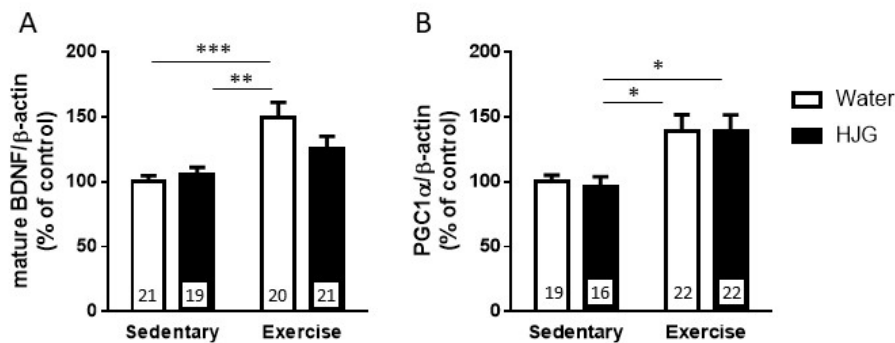 A
mature BDNF/β-actin
(% of control)
200
150
100
50
0
***
**
21
19
20
21
Sedentary
Exercise
B
PGC1α/β-actin
(% of control)
200
150
100
50
0
*
*
19
16
22
22
Sedentary
Exercise
Water
HJG